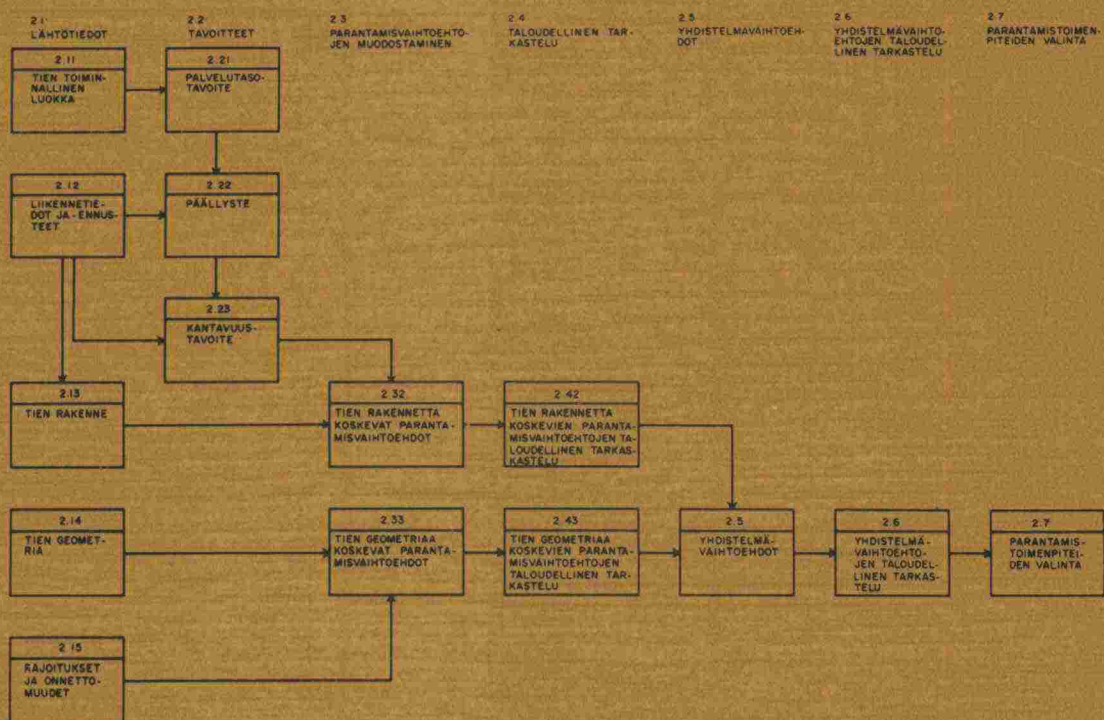 2.1
LÄHTÖTIEDOT
2.2
TAVOITTEET
2.3
PARANTAMISVAIHTOEHTO-
JEN MUODOSTAMINEN
2.4
TALOUDELLINEN TAR-
KASTELU
2.5
YHDISTELMÄVAIHTOEH-
DOT
2.6
YHDISTELMÄVAIHTO-
EHTOJEN TALOUDEL-
LINEN TARKASTELU
2.7
PARANTAMISTOIMEN-
PITEIDEN VALINTA
2.11
TIEN TOIMIN-
NALLINEN
LUOKKA
2.21
PALVELUTASO-
TAVOITE
2.12
LIIKENNETIE-
DOT JA - ENNUS-
TEET
2.22
PÄÄLLYSTE
2.23
KANTAVUUS-
TAVOITE
2.13
TIEN RAKENNE
2.32
TIEN RAKENNETTA
KOSKEVAT PARANTA-
MISVAIHTOEHDOT
2.42
TIEN RAKENNETTA
KOSKEVIEN PARANTA-
MISVAIHTOEHTOJEN TA-
LOUDELLINEN TARKAS-
KASTELU
2.14
TIEN GEOMET-
RIA
2.33
TIEN GEOMETRIAA
KOSKEVAT PARANTA-
MISVAIHTOEHDOT
2.43
TIEN GEOMETRIAA
KOSKEVIEN PARANTA-
MISVAIHTOEHTOJEN
TALOUDELLINEN TAR-
KASTELU
2.5
YHDISTELMÄ-
VAIHTOEHDOT
2.6
YHDISTELMÄ-
VAIHTOEHTO-
JEN TALOUDEL-
LINEN TARKAS-
TELU
2.7
PARANTAMIS-
TOIMENPITEI-
DEN VALINTA
2.15
RAJOITUKSET
JA ONNETTO-
MUUDET